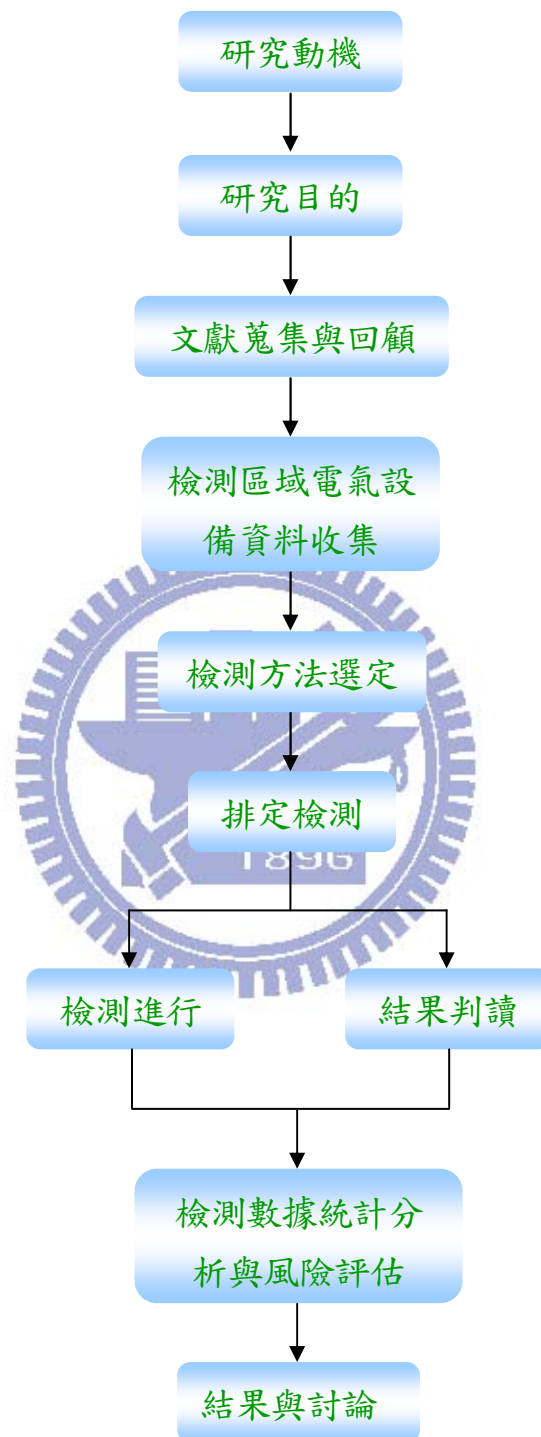 研究動機
研究目的
文獻蒐集與回顧
檢測區域電氣設
備資料收集
檢測方法選定
排定檢測
1896
檢測進行
結果判讀
檢測數據統計分
析與風險評估
結果與討論